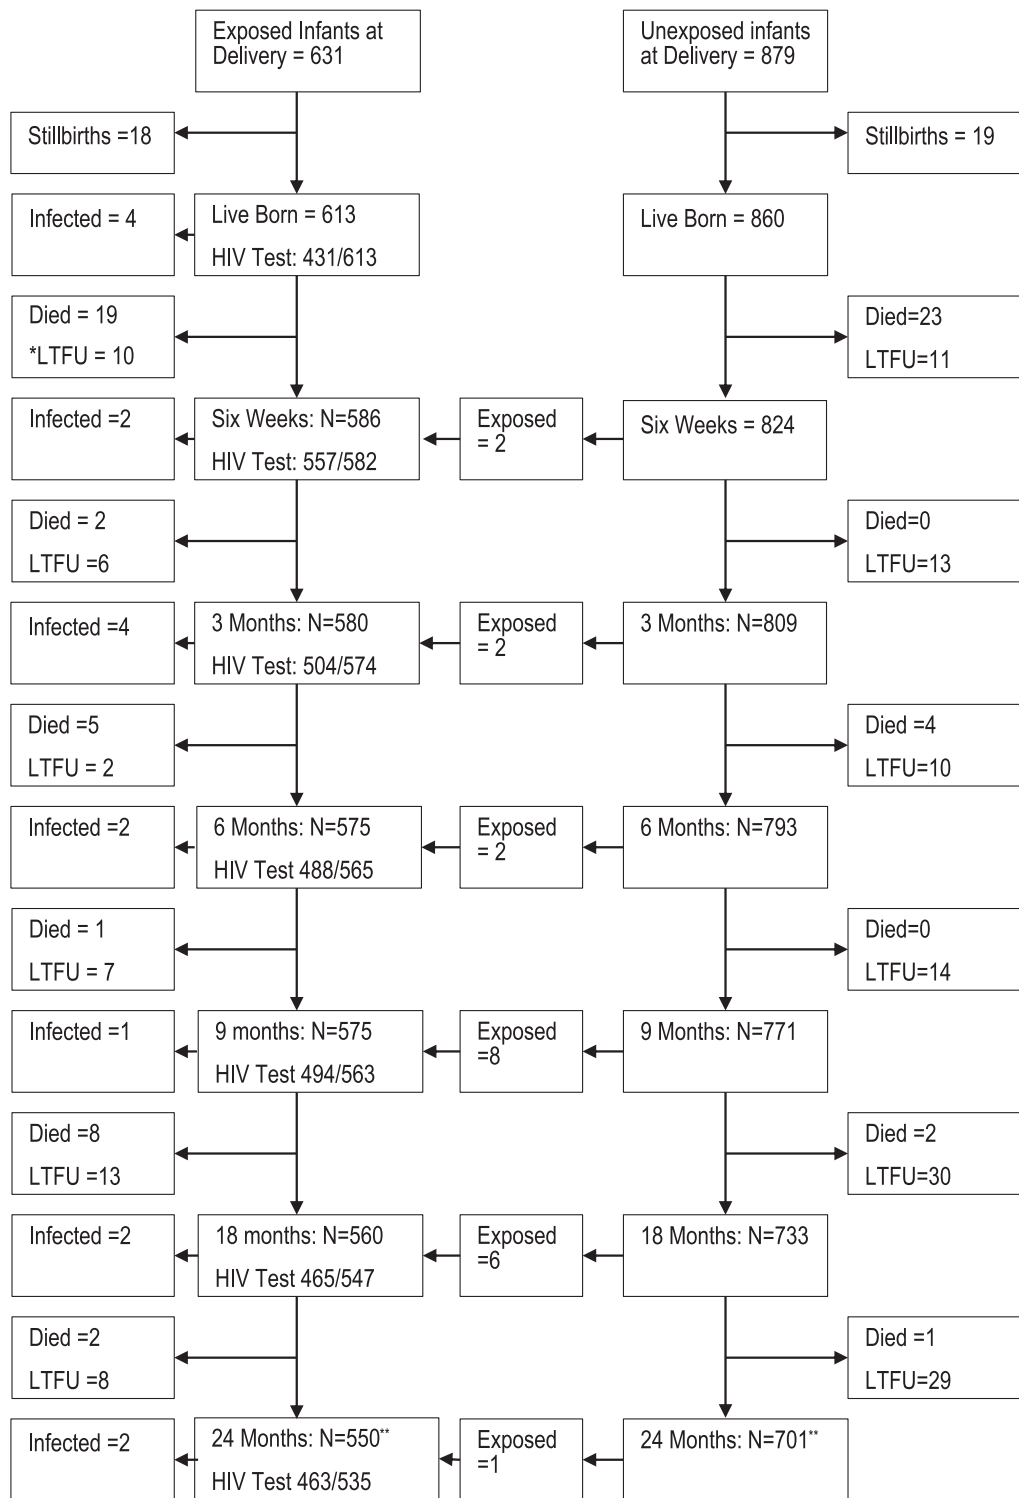 Exposed Infants at
Delivery = 631
Unexposed infants
at Delivery = 879
Stillbirths =18
Stillbirths = 19
Infected = 4
Live Born = 613
HIV Test: 431/613
Live Born = 860
Died = 19
*LTFU = 10
Died=23
LTFU=11
Infected =2
Six Weeks: N=586
HIV Test: 557/582
Exposed
= 2
Six Weeks = 824
Died = 2
LTFU =6
Died=0
LTFU=13
Infected =4
3 Months: N=580
HIV Test: 504/574
Exposed
= 2
3 Months: N=809
Died =5
LTFU = 2
Died =4
LTFU=10
Infected =2
6 Months: N=575
HIV Test 488/565
Exposed
= 2
6 Months: N=793
Died = 1
LTFU = 7
Died=0
LTFU=14
Infected =1
9 months: N=575
HIV Test 494/563
Exposed
=8
9 Months: N=771
Died =8
LTFU =13
Died =2
LTFU=30
Infected =2
18 months: N=560
HIV Test 465/547
Exposed
=6
18 Months: N=733
Died =2
LTFU =8
Died =1
LTFU=29
Infected =2
24 Months: N=550**
HIV Test 463/535
Exposed
=1
24 Months: N=701**